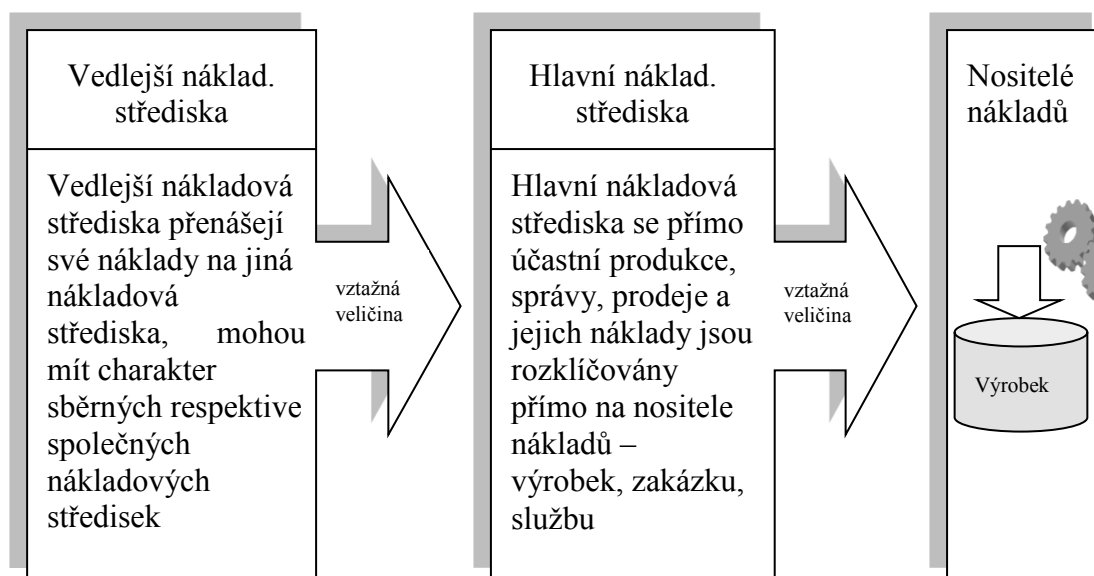 Vedlejší náklad.
střediska
Vedlejší nákladová
střediska přenášejí
své náklady na jiná
nákladová
střediska, mohou
mít charakter
sběrných respektive
společných
nákladových
středisek
vztažná
veličina
Hlavní náklad.
střediska
Hlavní nákladová
střediska se přímo
účastní produkce,
správy, prodeje a
jejich náklady jsou
rozklíčovány
přímo na nositele
nákladů –
výrobek, zakázku,
službu
vztažná
veličina
Nositelé
nákladů
Výrobek